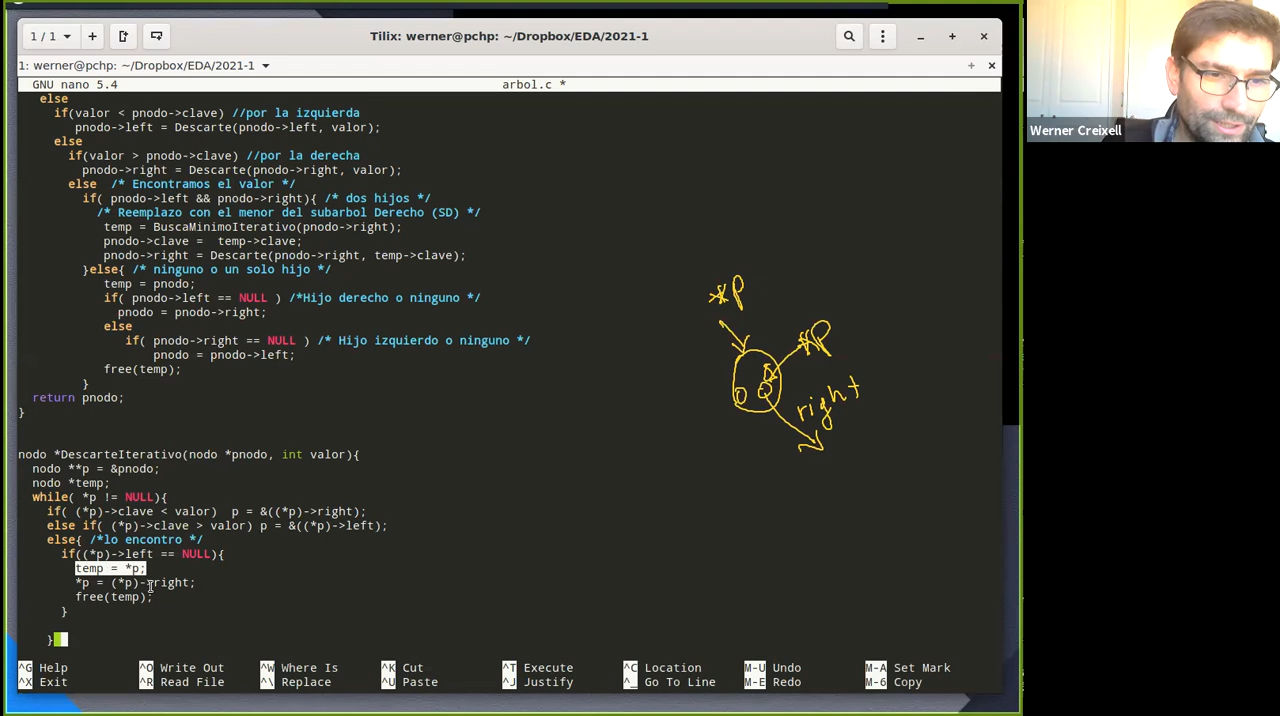 1 / 1
Tilix: werner@pchp: ~/Dropbox/EDA/2021-1
1: werner@pchp: ~/Dropbox/EDA/2021-1
GNU nano 5.4 arbol.c *
else
if(valor < pnodo->clave) //por la izquierda
pnodo->left = Descarte(pnodo->left, valor);
else
if(valor > pnodo->clave) //por la derecha
pnodo->right = Descarte(pnodo->right, valor);
else /* Encontramos el valor */
if( pnodo->left && pnodo->right){ /* dos hijos */
/* Reemplazo con el menor del subarbol Derecho (SD) */
temp = BuscaMinimoIterativo(pnodo->right);
pnodo->clave = temp->clave;
pnodo->right = Descarte(pnodo->right, temp->clave);
}else{ /* ninguno o un solo hijo */
temp = pnodo;
if( pnodo->left == NULL ) /*Hijo derecho o ninguno */
pnodo = pnodo->right;
else
if( pnodo->right == NULL ) /* Hijo izquierdo o ninguno */
pnodo = pnodo->left;
free(temp);
}
return pnodo;
}
nodo *DescarteIterativo(nodo *pnodo, int valor){
nodo **p = &pnodo;
nodo *temp;
while( *p != NULL){
if( (*p)->clave < valor) p = &((*p)->right);
else if( (*p)->clave > valor) p = &((*p)->left);
else{ /*lo encontro */
if((*p)->left == NULL){
temp = *p;
*p = (*p)->right;
free(temp);
}
}
*P
*P
right
^G Help ^O Write Out ^W Where Is ^K Cut ^T Execute ^C Location M-U Undo M-A Set Mark
^X Exit ^R Read File ^\ Replace ^U Paste ^J Justify ^_ Go To Line M-E Redo M-6 Copy
Werner Creixell